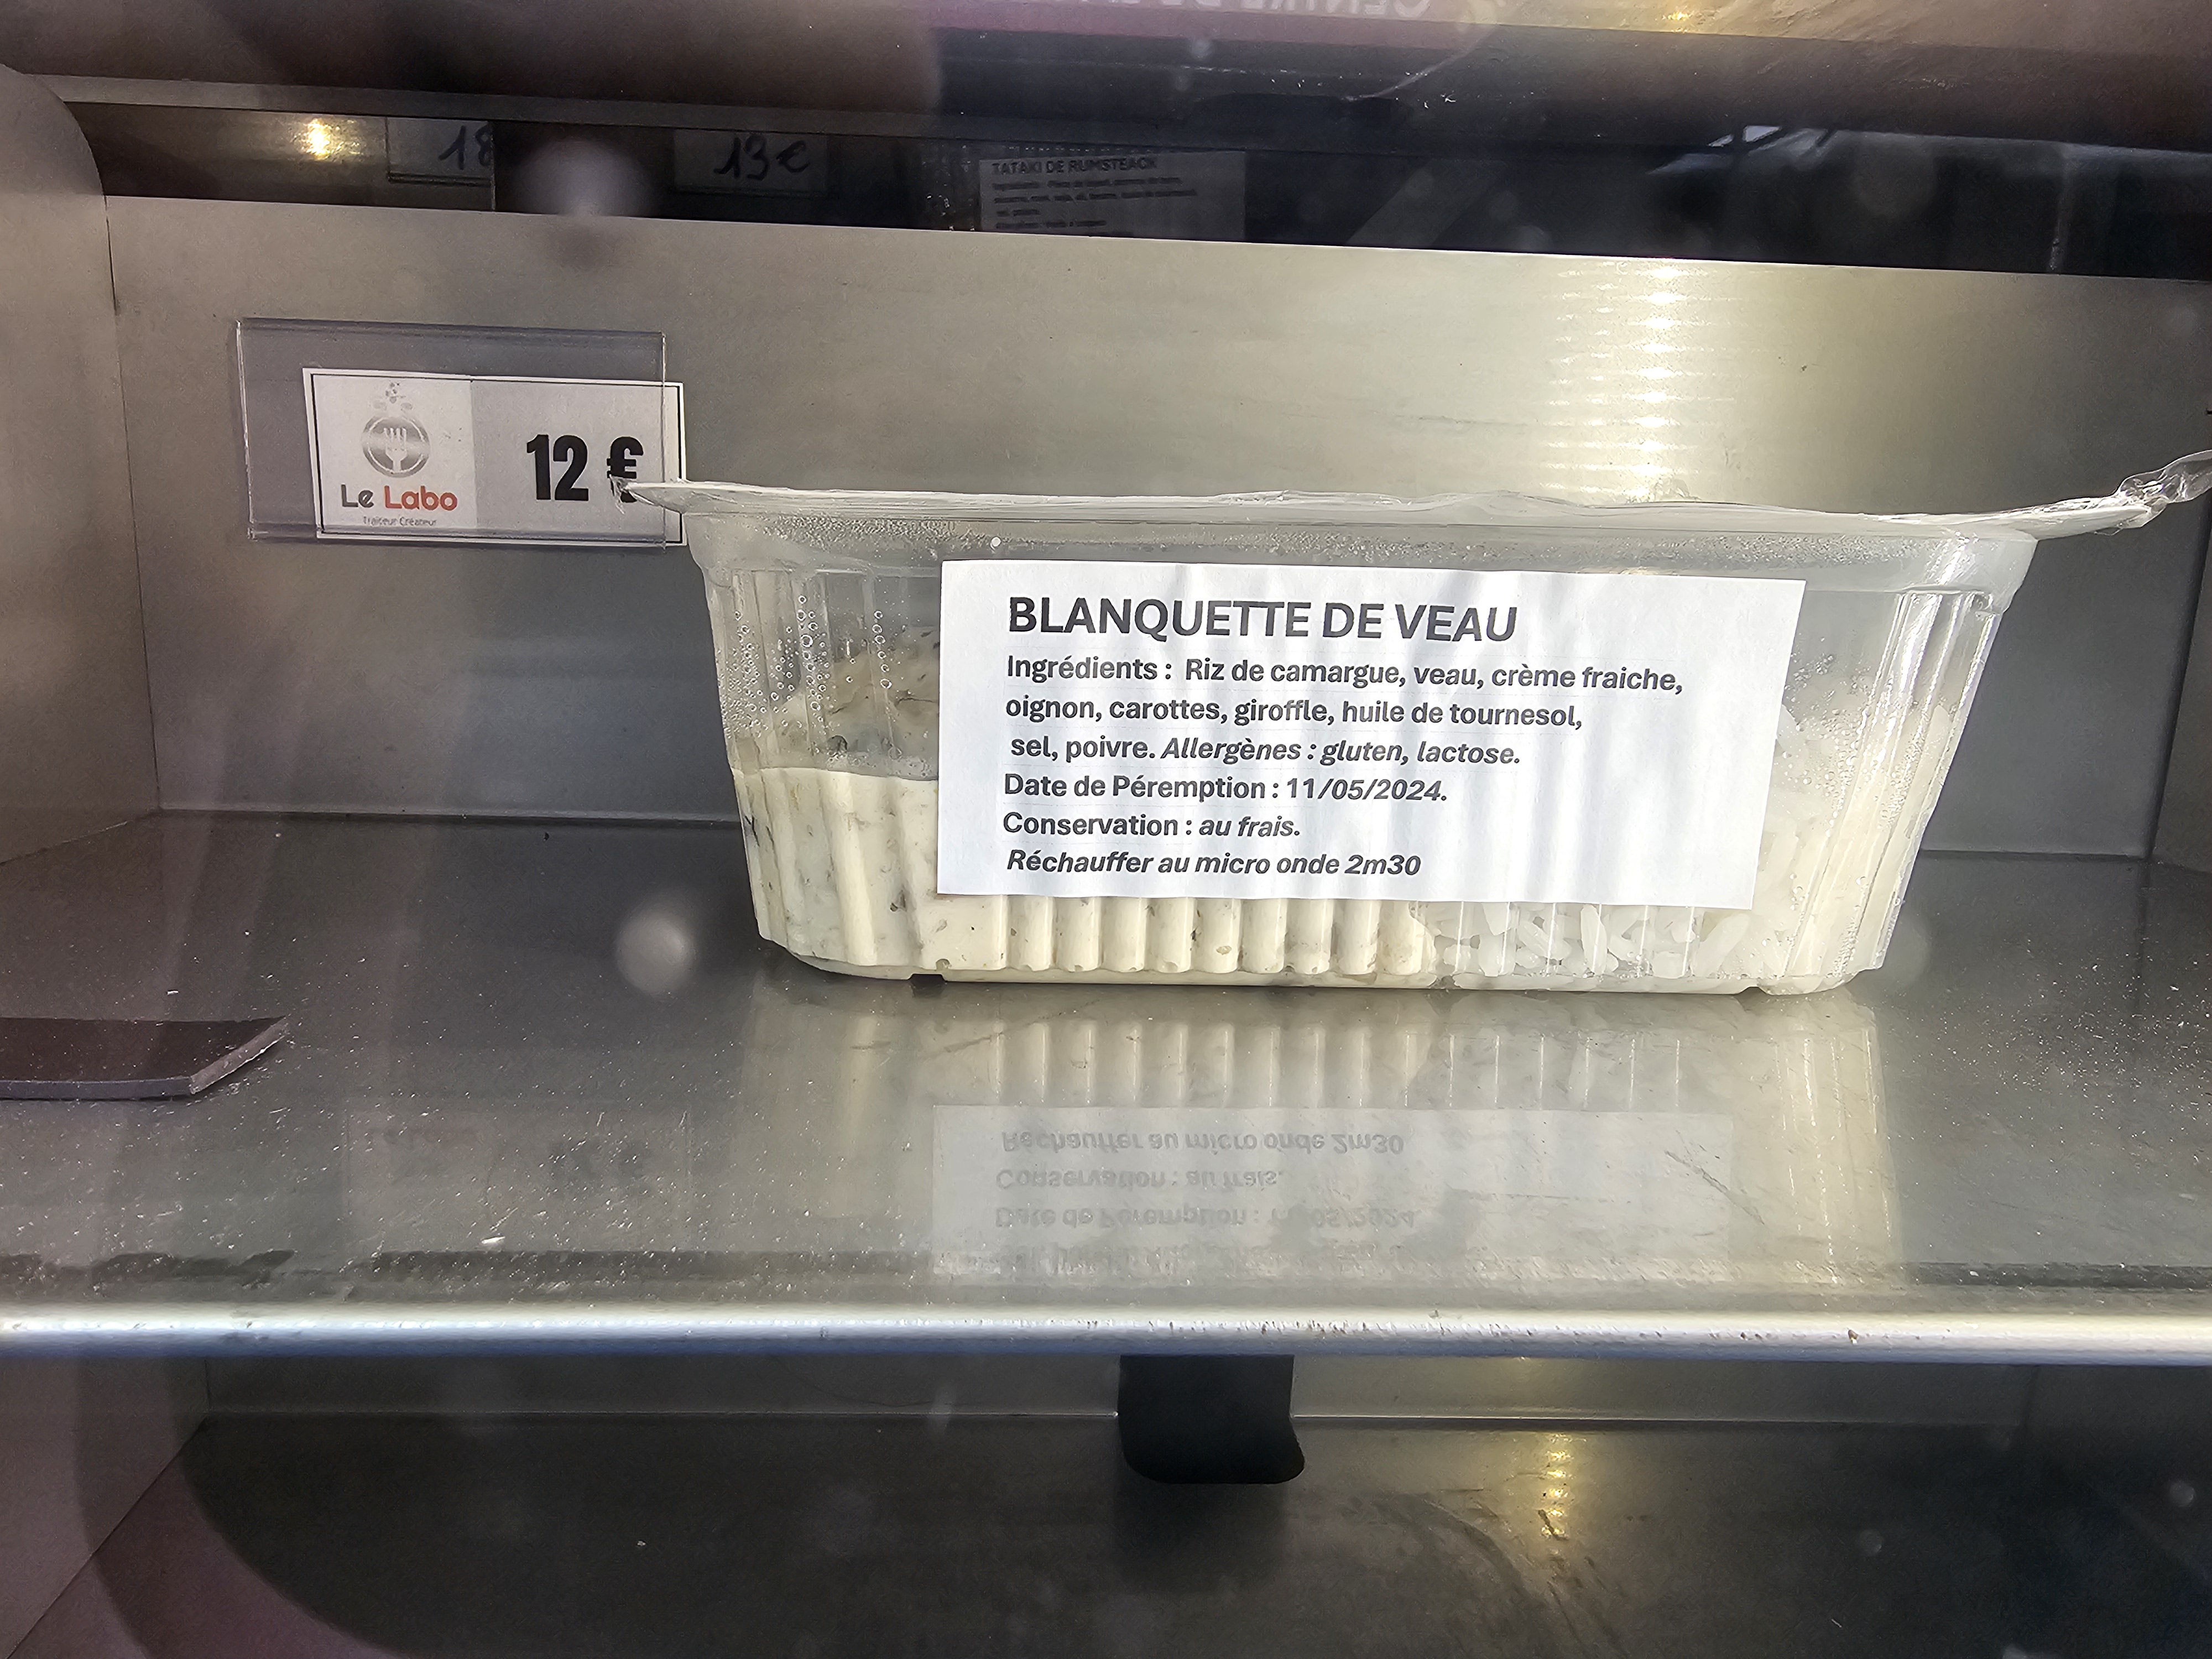 18
13€
TATAKI DE RUMSTEACK
12 €
Le Labo
Traiteur Créateur
BLANQUETTE DE VEAU
Ingrédients : Riz de camargue, veau, crème fraiche,
oignon, carottes, giroffle, huile de tournesol,
sel, poivre. Allergènes : gluten, lactose.
Date de Péremption : 11/05/2024.
Conservation : au frais.
Réchauffer au micro onde 2m30